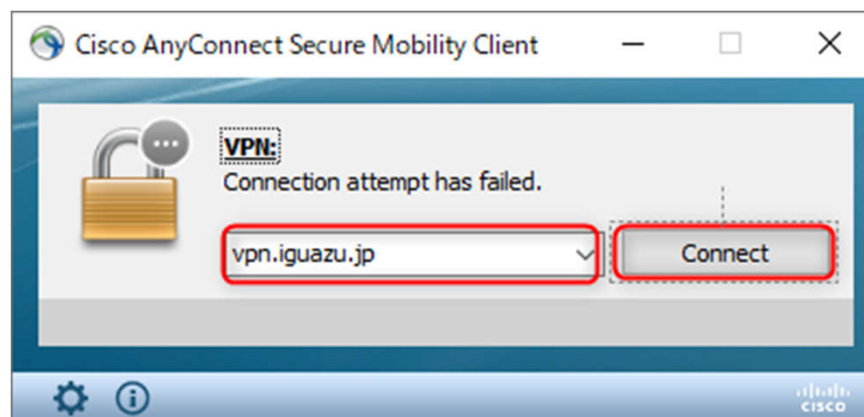 Cisco AnyConnect Secure Mobility Client
VPN:
Connection attempt has failed.
vpn.iguazu.jp
Connect
CISCO